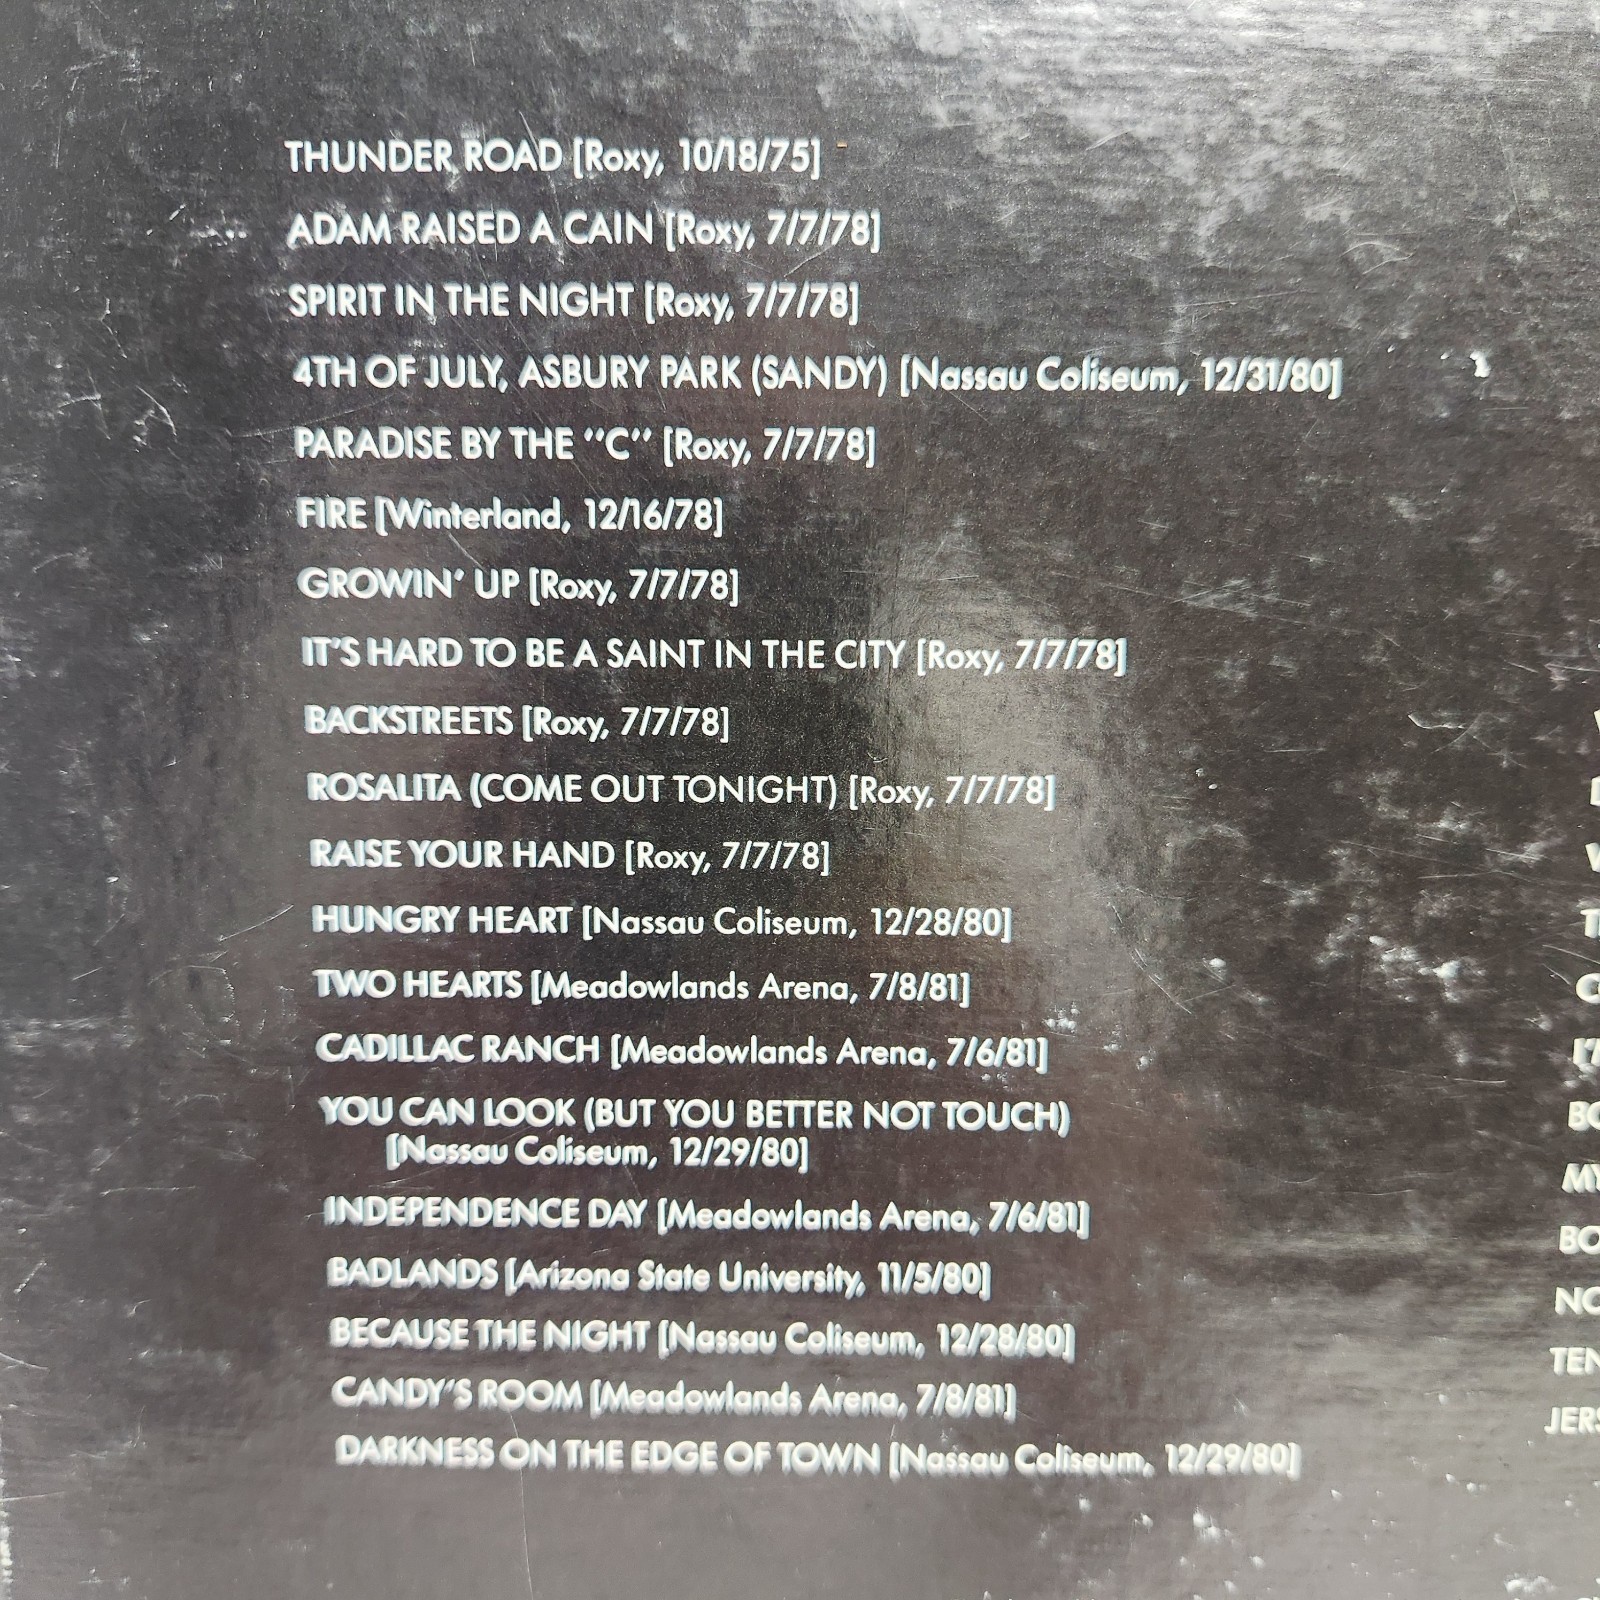 THUNDER ROAD [Roxy, 10/18/75]
ADAM RAISED A CAIN [Roxy, 7/7/78]
SPIRIT IN THE NIGHT [Roxy, 7/7/78]
4TH OF JULY, ASBURY PARK (SANDY) [Nassau Coliseum, 12/31/80]
PARADISE BY THE "C" [Roxy, 7/7/78]
FIRE [Winterland, 12/16/78]
GROWIN' UP [Roxy, 7/7/78]
IT'S HARD TO BE A SAINT IN THE CITY [Roxy, 7/7/78]
BACKSTREETS [Roxy, 7/7/78]
ROSALITA (COME OUT TONIGHT) [Roxy, 7/7/78]
RAISE YOUR HAND [Roxy, 7/7/78]
HUNGRY HEART [Nassau Coliseum, 12/28/80]
TWO HEARTS [Meadowlands Arena, 7/8/81]
CADILLAC RANCH [Meadowlands Arena, 7/6/81]
YOU CAN LOOK (BUT YOU BETTER NOT TOUCH)
[Nassau Coliseum, 12/29/80]
INDEPENDENCE DAY [Meadowlands Arena, 7/6/81]
BADLANDS [Arizona State University, 11/5/80]
BECAUSE THE NIGHT [Nassau Coliseum, 12/28/80]
CANDY'S ROOM [Meadowlands Arena, 7/8/81]
DARKNESS ON THE EDGE OF TOWN [Nassau Coliseum, 12/29/80]